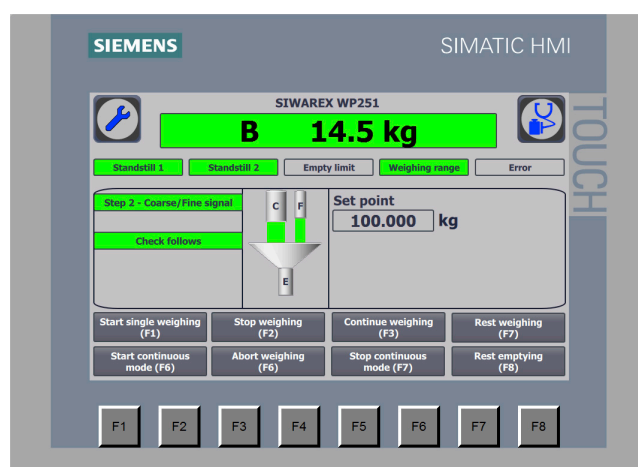 SIEMENS
SIMATIC HMI
TOUCH
SIWAREX WP251
B 14.5 kg
Standstill 1
Standstill 2
Empty limit
Weighing range
Error
Step 2 - Coarse/Fine signal
Check follows
C
F
E
Set point
100.000 kg
Start single weighing
(F1)
Stop weighing
(F2)
Continue weighing
(F3)
Rest weighing
(F7)
Start continuous
mode (F6)
Abort weighing
(F6)
Stop continuous
mode (F7)
Rest emptying
(F8)
F1
F2
F3
F4
F5
F6
F7
F8